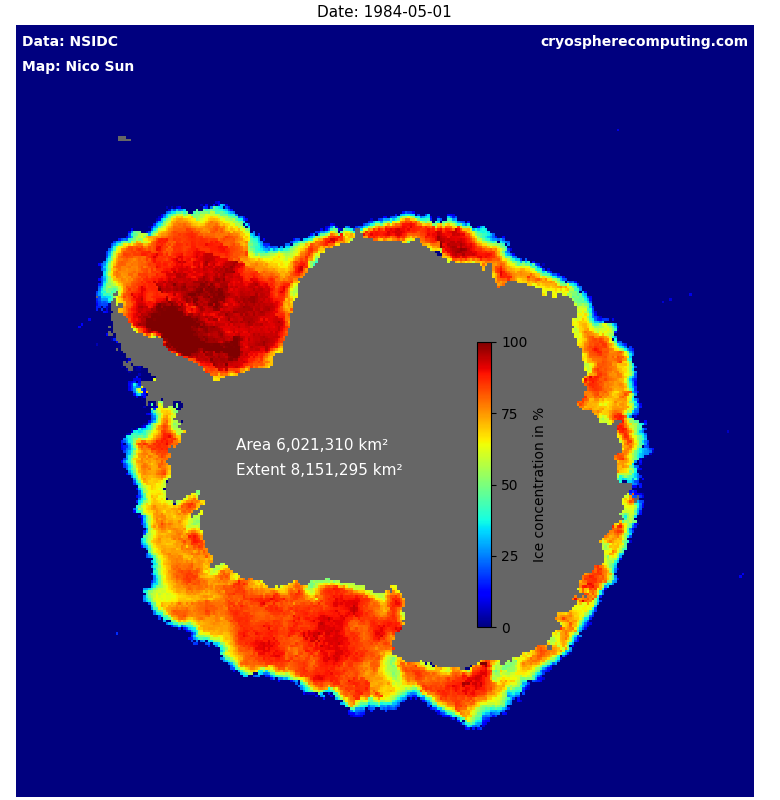 Date: 1984-05-01
Data: NSIDC
cryospherecomputing.com
Map: Nico Sun
100
75
50
25
0
Ice concentration in %
Area 6,021,310 km²
Extent 8,151,295 km²